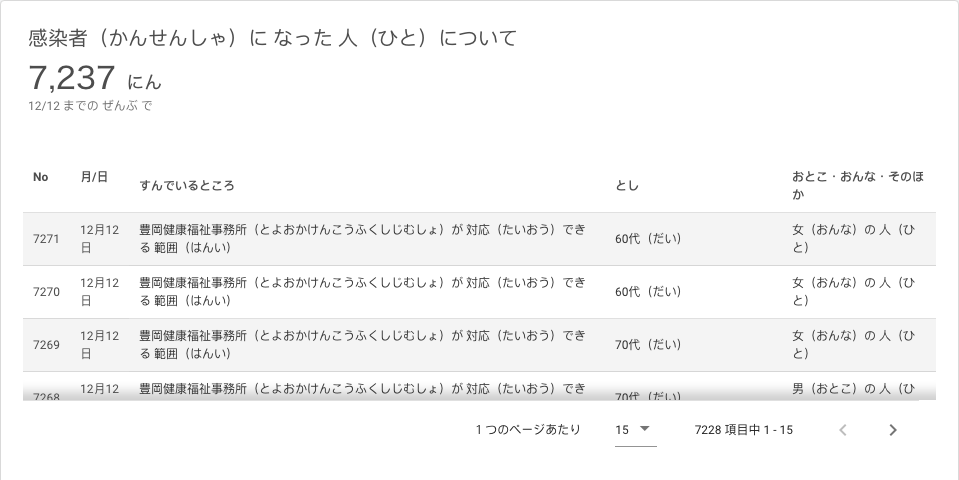 感染者（かんせんしゃ）に なった 人（ひと）について
7,237 にん
12/12 までの ぜんぶ で
No 月/日 すんでいるところ とし おとこ・おんな・そのほ
か
7271 12月12 豊岡健康福祉事務所（とよおかけんこうふくしじむしょ）が 対応（たいおう）でき 60代（だい） 女（おんな）の 人（ひ
日 る 範囲（はんい） と）
7270 12月12 豊岡健康福祉事務所（とよおかけんこうふくしじむしょ）が 対応（たいおう）でき 60代（だい） 女（おんな）の 人（ひ
日 る 範囲（はんい） と）
7269 12月12 豊岡健康福祉事務所（とよおかけんこうふくしじむしょ）が 対応（たいおう）でき 70代（だい） 女（おんな）の 人（ひ
日 る 範囲（はんい） と）
7268 12月12 豊岡健康福祉事務所（とよおかけんこうふくしじむしょ）が 対応（たいおう）でき 70代（だい） 男（おとこ）の 人（ひ
1 つのページあたり 15 7228 項目中 1 - 15